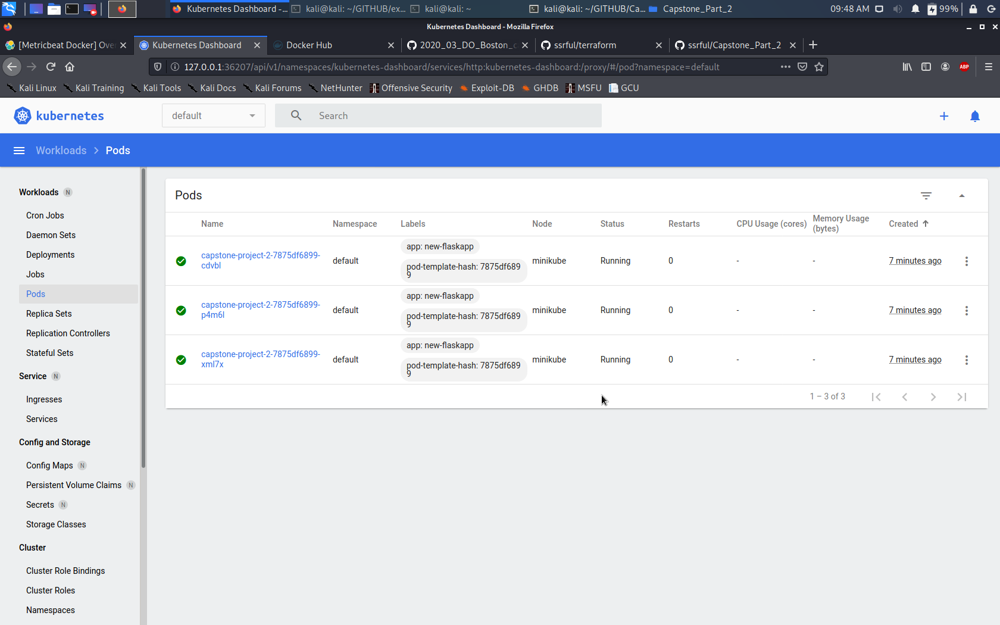 Kubernetes Dashboard -...
kali@kali: ~/GITHUB/ex...
kali@kali: ~
kali@kali: ~/GITHUB/Ca...
Capstone_Part_2
09:48 AM
99%
Kubernetes Dashboard - Mozilla Firefox
[Metricbeat Docker] Ove
Kubernetes Dashboard
Docker Hub
2020_03_DO_Boston_c
ssrful/terraform
ssrful/Capstone_Part_2
127.0.0.1:36207/api/v1/namespaces/kubernetes-dashboard/services/http:kubernetes-dashboard:/proxy/#/pod?namespace=default
ABP
Kali Linux
Kali Training
Kali Tools
Kali Docs
Kali Forums
NetHunter
Offensive Security
Exploit-DB
GHDB
MSFU
GCU
kubernetes
default
Search
Workloads
Pods
Workloads N
Cron Jobs
Daemon Sets
Deployments
Jobs
Pods
Replica Sets
Replication Controllers
Stateful Sets
Service N
Ingresses
Services
Config and Storage
Config Maps N
Persistent Volume Claims N
Secrets N
Storage Classes
Cluster
Cluster Role Bindings
Cluster Roles
Namespaces
Pods
Name
Namespace
Labels
Node
Status
Restarts
CPU Usage (cores)
Memory Usage
(bytes)
Created
capstone-project-2-7875df6899-
cdvbl
default
app: new-flaskapp
pod-template-hash: 7875df689
9
minikube
Running
0
-
-
7 minutes ago
capstone-project-2-7875df6899-
p4m6l
default
app: new-flaskapp
pod-template-hash: 7875df689
9
minikube
Running
0
-
-
7 minutes ago
capstone-project-2-7875df6899-
xml7x
default
app: new-flaskapp
pod-template-hash: 7875df689
9
minikube
Running
0
-
-
7 minutes ago
1 – 3 of 3